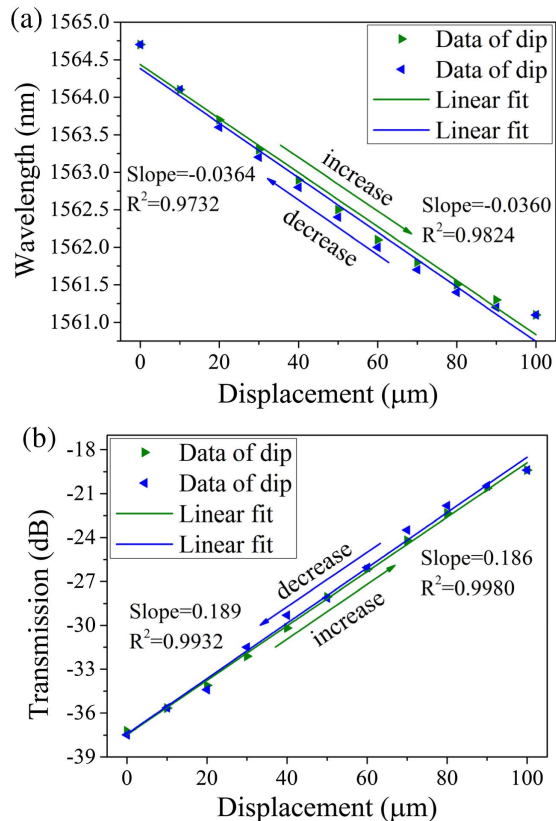 (a)
1565.0
1564.5
1564.0
1563.5
1563.0
1562.5
1562.0
1561.5
1561.0
Wavelength (nm)
Data of dip
Data of dip
Linear fit
Linear fit
increase
Slope=-0.0364
R²=0.9732
Slope=-0.0360
R²=0.9824
decrease
0 20 40 60 80 100
Displacement (μm)
(b)
-18
-21
-24
-27
-30
-33
-36
-39
Transmission (dB)
Data of dip
Data of dip
Linear fit
Linear fit
decrease
Slope=0.189
R²=0.9932
Slope=0.186
R²=0.9980
increase
0 20 40 60 80 100
Displacement (μm)